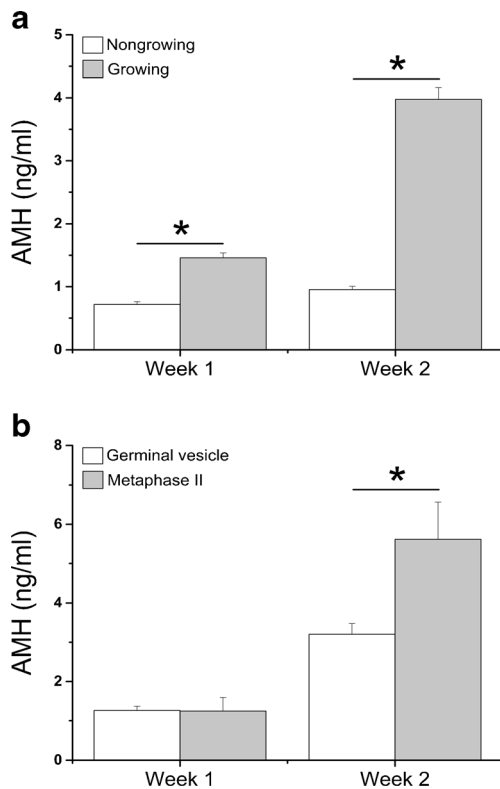 a
5
Nongrowing
Growing
*
4
3
AMH (ng/ml)
2
*
1
0
Week 1
Week 2
b
8
Germinal vesicle
Metaphase II
*
6
AMH (ng/ml)
4
2
0
Week 1
Week 2